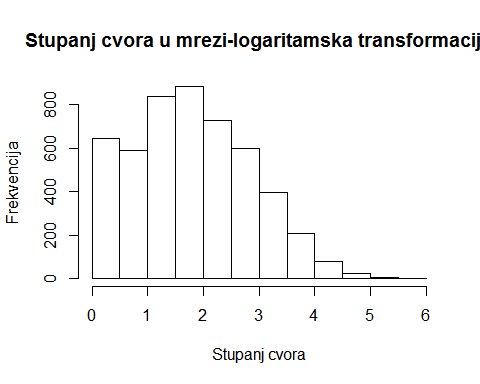 Stupanj cvora u mrezi-logaritamska transformacij
Frekvencija
0 200 400 600 800
0 1 2 3 4 5 6
Stupanj cvora